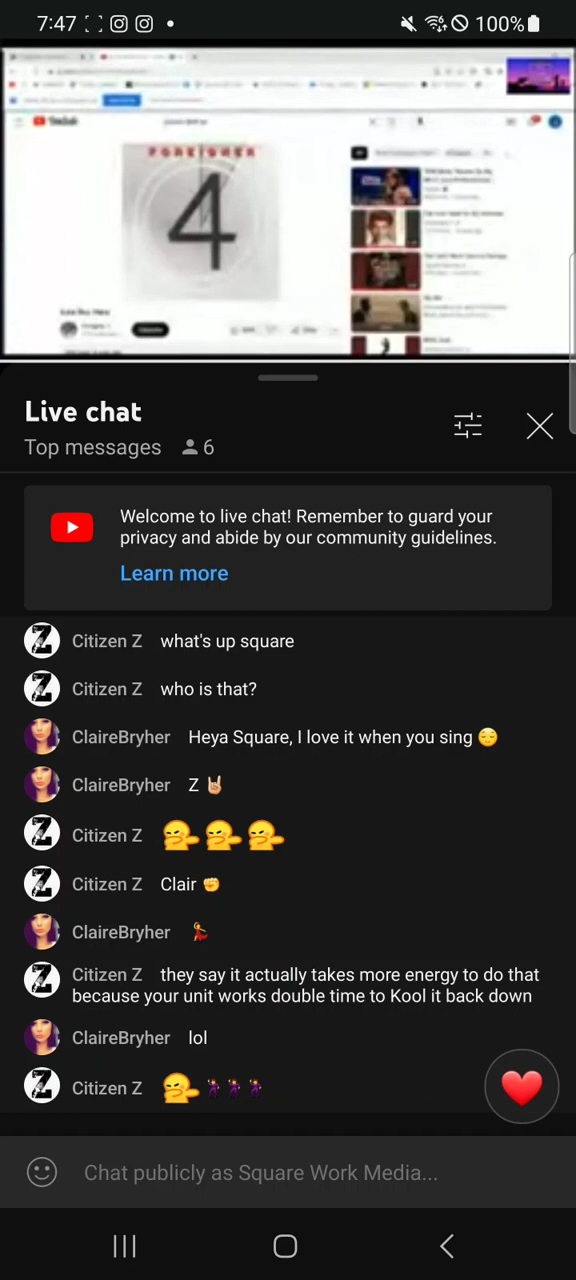 7:47
100%
FOREIGNER
4
Live chat
Top messages 6
Welcome to live chat! Remember to guard your
privacy and abide by our community guidelines.
Learn more
Citizen Z what's up square
Citizen Z who is that?
ClaireBryher Heya Square, I love it when you sing 😌
ClaireBryher Z 🤘🏼
Citizen Z
Citizen Z Clair ✊
ClaireBryher 💃
Citizen Z they say it actually takes more energy to do that
because your unit works double time to Kool it back down
ClaireBryher lol
Citizen Z
Chat publicly as Square Work Media...